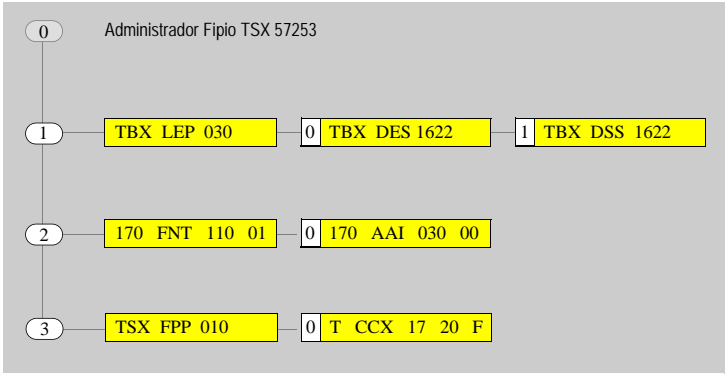 0 Administrador Fipio TSX 57253
1 TBX LEP 030 0 TBX DES 1622 1 TBX DSS 1622
2 170 FNT 110 01 0 170 AAI 030 00
3 TSX FPP 010 0 T CCX 17 20 F